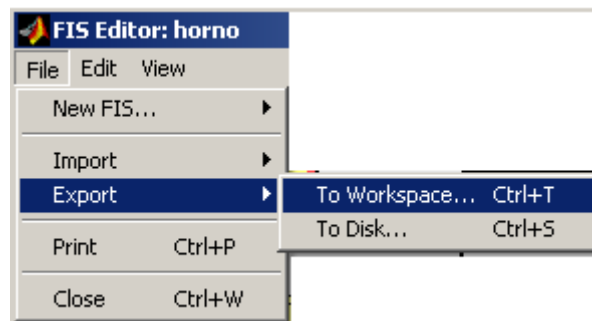 FIS Editor: horno
File Edit View
New FIS...
Import
Export
To Workspace... Ctrl+T
To Disk... Ctrl+S
Print Ctrl+P
Close Ctrl+W